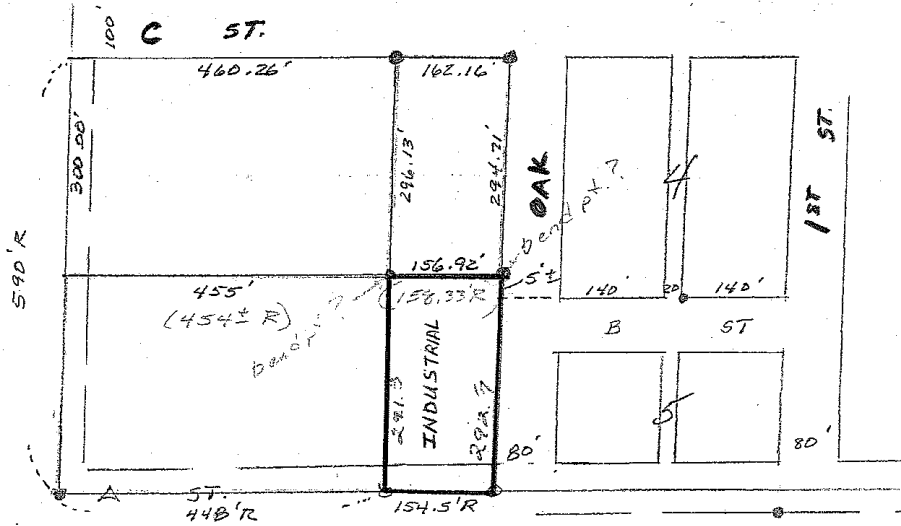 100'
C ST.
460.26'
162.16'
300.00'
296.13'
294.71'
OAK
4
1ST ST.
590'R
bend pt.?
156.92'
455'
(158.33'R)
5'±
140'
20'
140'
(454± R)
B ST
INDUSTRIAL
5
80'
80'
A ST.
448'R
154.5'R